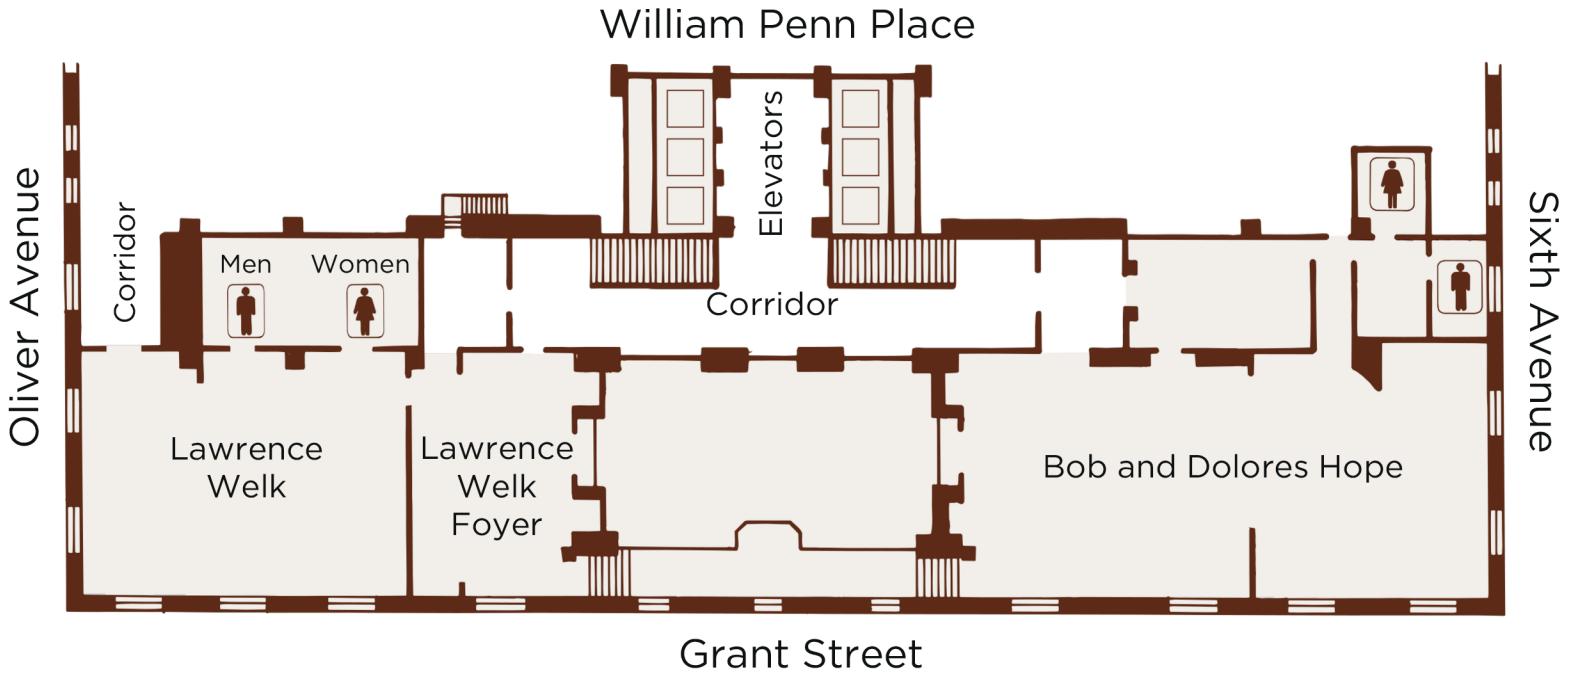 William Penn Place
Elevators
Oliver Avenue
Corridor
Men
Women
Corridor
Sixth Avenue
Lawrence
Welk
Lawrence
Welk
Foyer
Bob and Dolores Hope
Grant Street